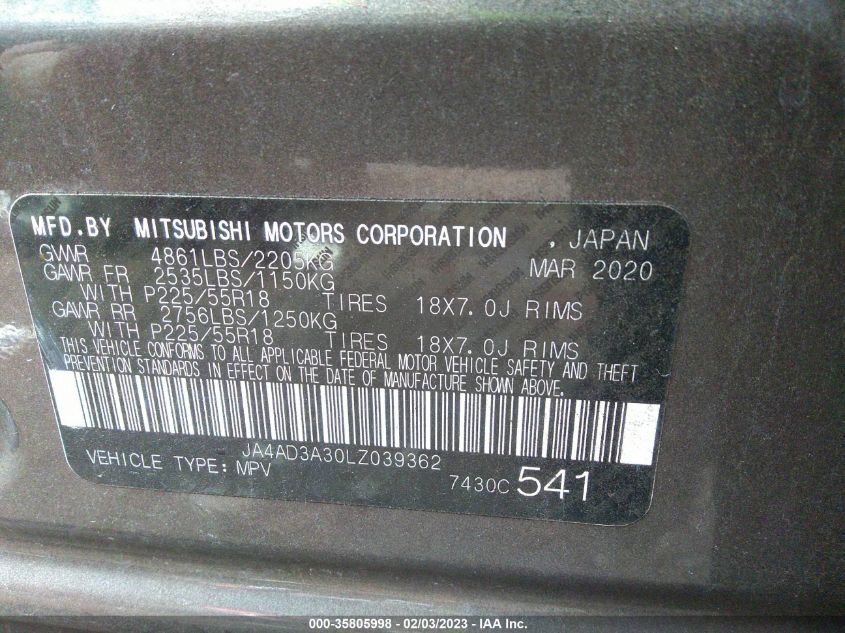 MFD.BY MITSUBISHI MOTORS CORPORATION , JAPAN
GVWR 4861LBS/2205KG MAR 2020
GAWR FR 2535LBS/1150KG
WITH P225/55R18 TIRES 18X7.0J RIMS
GAWR RR 2756LBS/1250KG
WITH P225/55R18 TIRES 18X7.0J RIMS
THIS VEHICLE CONFORMS TO ALL APPLICABLE FEDERAL MOTOR VEHICLE SAFETY AND THEFT
PREVENTION STANDARDS IN EFFECT ON THE DATE OF MANUFACTURE SHOWN ABOVE.
JA4AD3A30LZ039362
VEHICLE TYPE: MPV 7430C 541
000-35805998 - 02/03/2023 - IAA Inc.